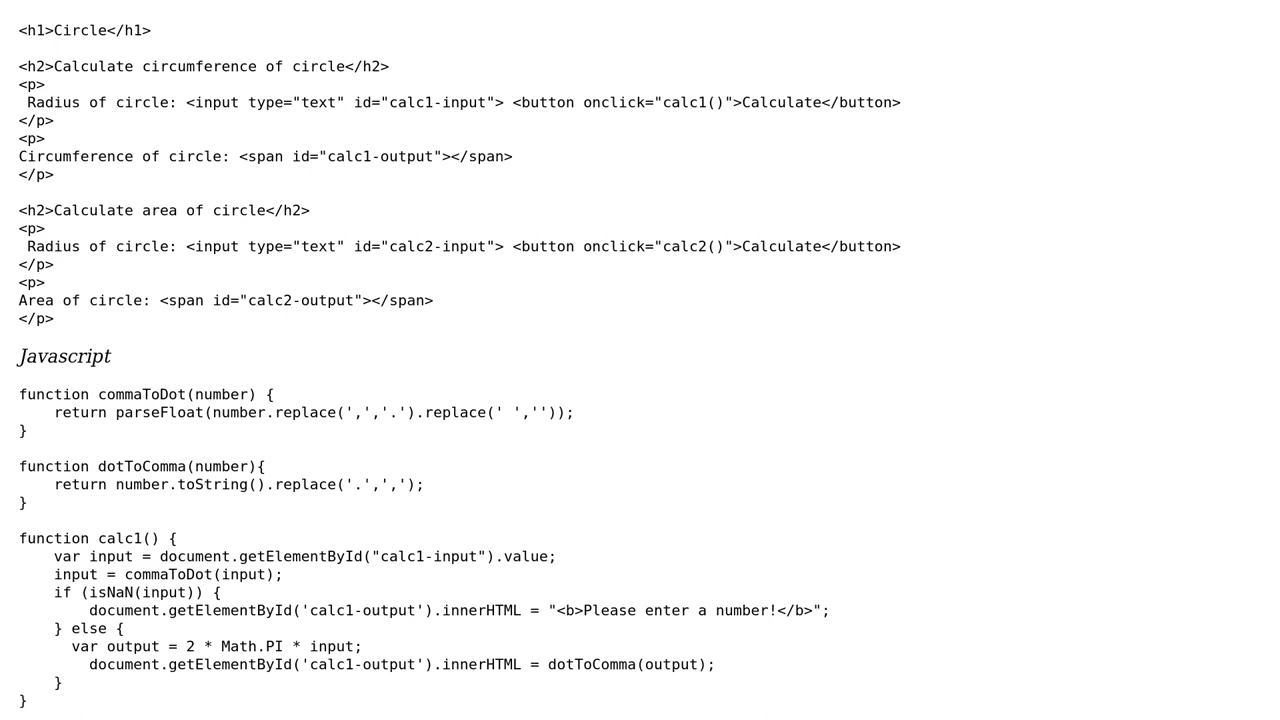 <h1>Circle</h1>

<h2>Calculate circumference of circle</h2>
<p>
 Radius of circle: <input type="text" id="calc1-input"> <button onclick="calc1()">Calculate</button>
</p>
<p>
Circumference of circle: <span id="calc1-output"></span>
</p>

<h2>Calculate area of circle</h2>
<p>
 Radius of circle: <input type="text" id="calc2-input"> <button onclick="calc2()">Calculate</button>
</p>
<p>
Area of circle: <span id="calc2-output"></span>
</p>

Javascript

function commaToDot(number) {
    return parseFloat(number.replace(',','.').replace(' ',''));
}

function dotToComma(number){
    return number.toString().replace('.',',');
}

function calc1() {
    var input = document.getElementById("calc1-input").value;
    input = commaToDot(input);
    if (isNaN(input)) {
        document.getElementById('calc1-output').innerHTML = "<b>Please enter a number!</b>";
    } else {
      var output = 2 * Math.PI * input;
        document.getElementById('calc1-output').innerHTML = dotToComma(output);
    }
}